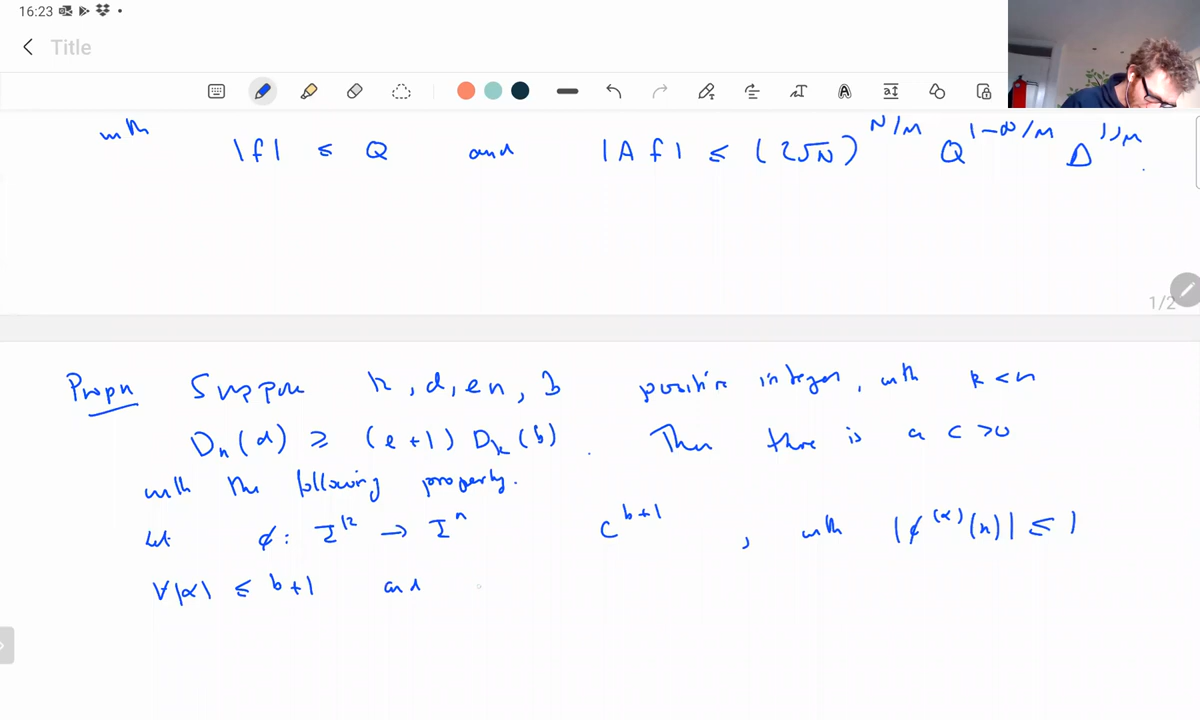 16:23
Title
with
|f| ≤ Q and |A f| ≤ (2√N)^{N/M} Q^{1-∞/M} Δ^{1/M}.
1/2
Propn Suppose k, d, e, n, b positive integers, with k < n
D_n(d) ≥ (e+1) D_k(b). Then there is a c > 0
with the following property.
Let ϕ: I^k → I^n C^{b+1}, with |ϕ^{(α)}(x)| ≤ 1
∀|α| ≤ b+1 and